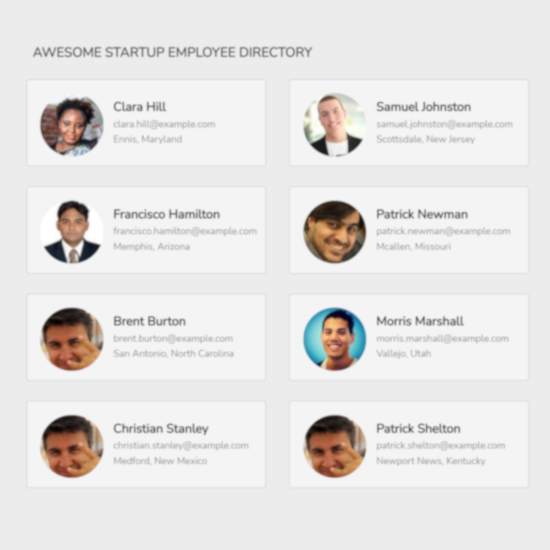 AWESOME STARTUP EMPLOYEE DIRECTORY
Clara Hill
clara.hill@example.com
Ennis, Maryland
Samuel Johnston
samuel.johnston@example.com
Scottsdale, New Jersey
Francisco Hamilton
francisco.hamilton@example.com
Memphis, Arizona
Patrick Newman
patrick.newman@example.com
Mcallen, Missouri
Brent Burton
brent.burton@example.com
San Antonio, North Carolina
Morris Marshall
morris.marshall@example.com
Vallejo, Utah
Christian Stanley
christian.stanley@example.com
Medford, New Mexico
Patrick Shelton
patrick.shelton@example.com
Newport News, Kentucky